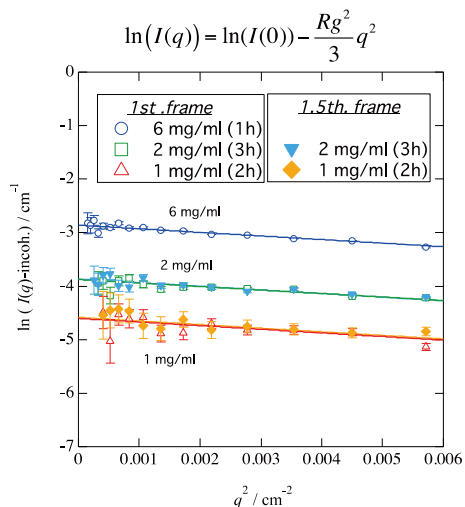 ln(I(q)) = ln(I(0)) − Rg²/3 q²
1st .frame
6 mg/ml (1h)
2 mg/ml (3h)
1 mg/ml (2h)
1.5th. frame
2 mg/ml (3h)
1 mg/ml (2h)
6 mg/ml
2 mg/ml
1 mg/ml
ln ( I(q)-incoh.) / cm⁻¹
0
-1
-2
-3
-4
-5
-6
-7
0 0.001 0.002 0.003 0.004 0.005 0.006
q² / cm⁻²